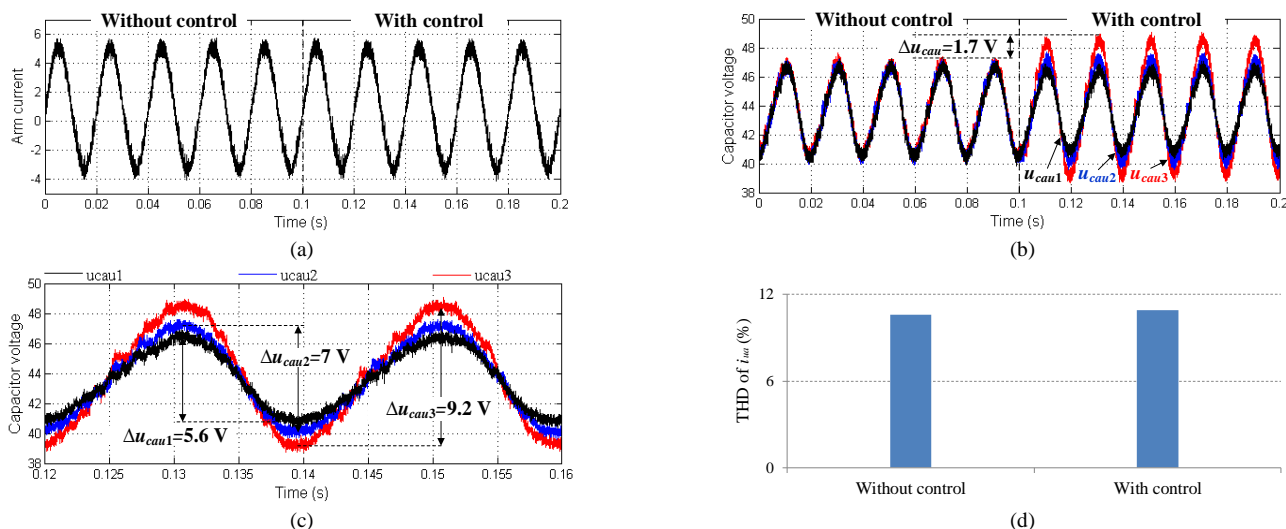 Without control
With control
6
4
2
0
-2
-4
Arm current
0
0.02
0.04
0.06
0.08
0.1
0.12
0.14
0.16
0.18
0.2
Time (s)
(a)
Without control
With control
50
48
46
44
42
40
38
Capacitor voltage
Δucau=1.7 V
ucau1
ucau2
ucau3
0
0.02
0.04
0.06
0.08
0.1
0.12
0.14
0.16
0.18
0.2
Time (s)
(b)
ucau1
ucau2
ucau3
50
48
46
44
42
40
38
Capacitor voltage
Δucau2=7 V
Δucau3=9.2 V
Δucau1=5.6 V
0.12
0.125
0.13
0.135
0.14
0.145
0.15
0.155
0.16
Time (s)
(c)
12
6
0
THD of iua (%)
Without control
With control
(d)